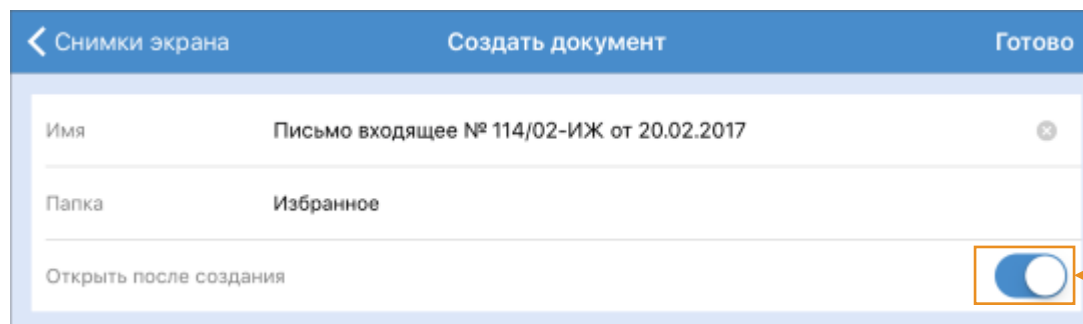 Снимки экрана Создать документ Готово
Имя Письмо входящее № 114/02-ИЖ от 20.02.2017
Папка Избранное
Открыть после создания